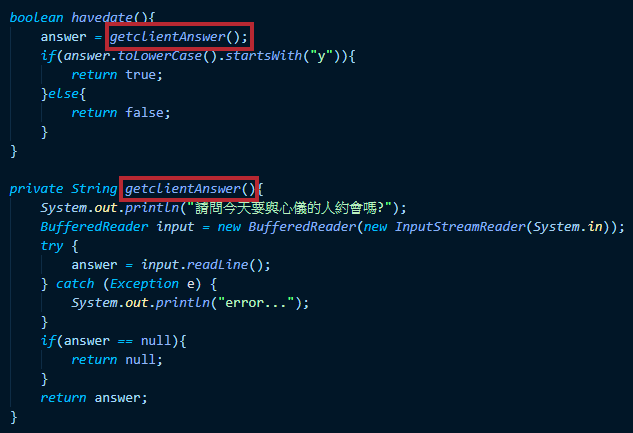 boolean havedate(){
    answer = getclientAnswer();
    if(answer.toLowerCase().startsWith("y")){
        return true;
    }else{
        return false;
    }
}
private String getclientAnswer(){
    System.out.println("請問今天要與心儀的人約會嗎?");
    BufferedReader input = new BufferedReader(new InputStreamReader(System.in));
    try {
        answer = input.readLine();
    } catch (Exception e) {
        System.out.println("error...");
    }
    if(answer == null){
        return null;
    }
    return answer;
}